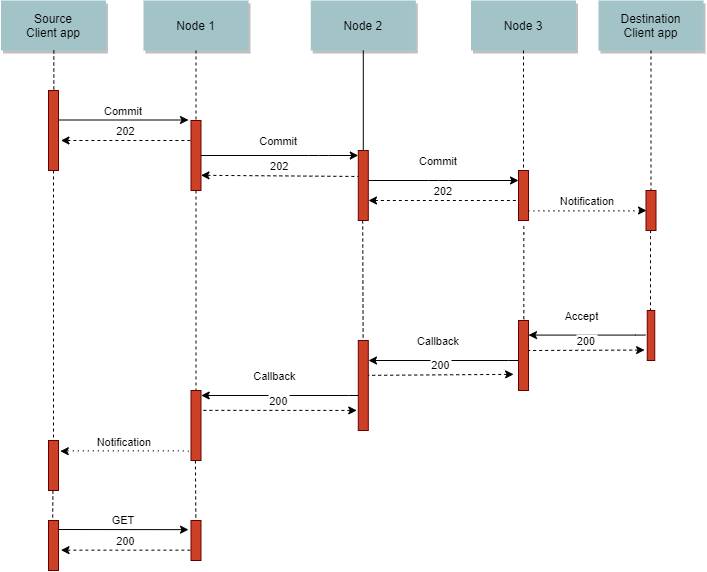 Source
Client app
Node 1
Node 2
Node 3
Destination
Client app
Commit
202
Commit
202
Commit
202
Notification
Accept
200
Callback
200
Callback
200
Notification
GET
200